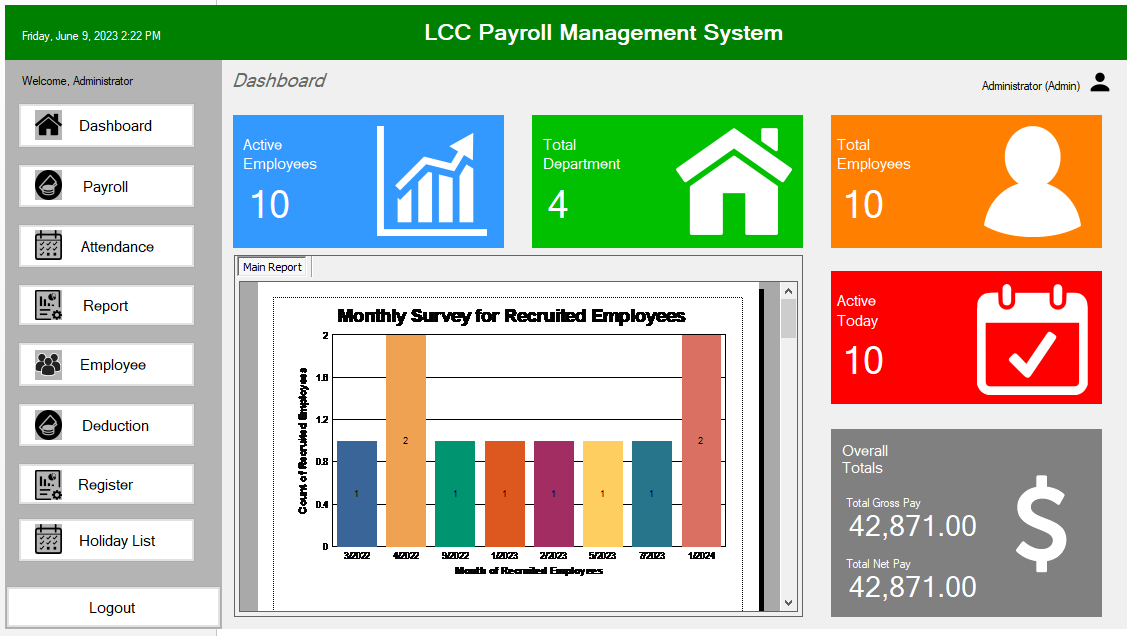 Friday, June 9, 2023 2:22 PM
LCC Payroll Management System
Welcome, Administrator
Dashboard
Payroll
Attendance
Report
Employee
Deduction
Register
Holiday List
Logout
Dashboard
Administrator (Admin)
Active
Employees
10
Total
Department
4
Total
Employees
10
Active
Today
10
Overall
Totals
Total Gross Pay
42,871.00
Total Net Pay
42,871.00
Main Report
Monthly Survey for Recruited Employees
Count of Recruited Employees
2
1.6
1.2
0.8
0.4
0
1
2
1
1
1
1
1
2
3/2022 4/2022 9/2022 1/2023 2/2023 5/2023 7/2023 1/2024
Month of Recruited Employees